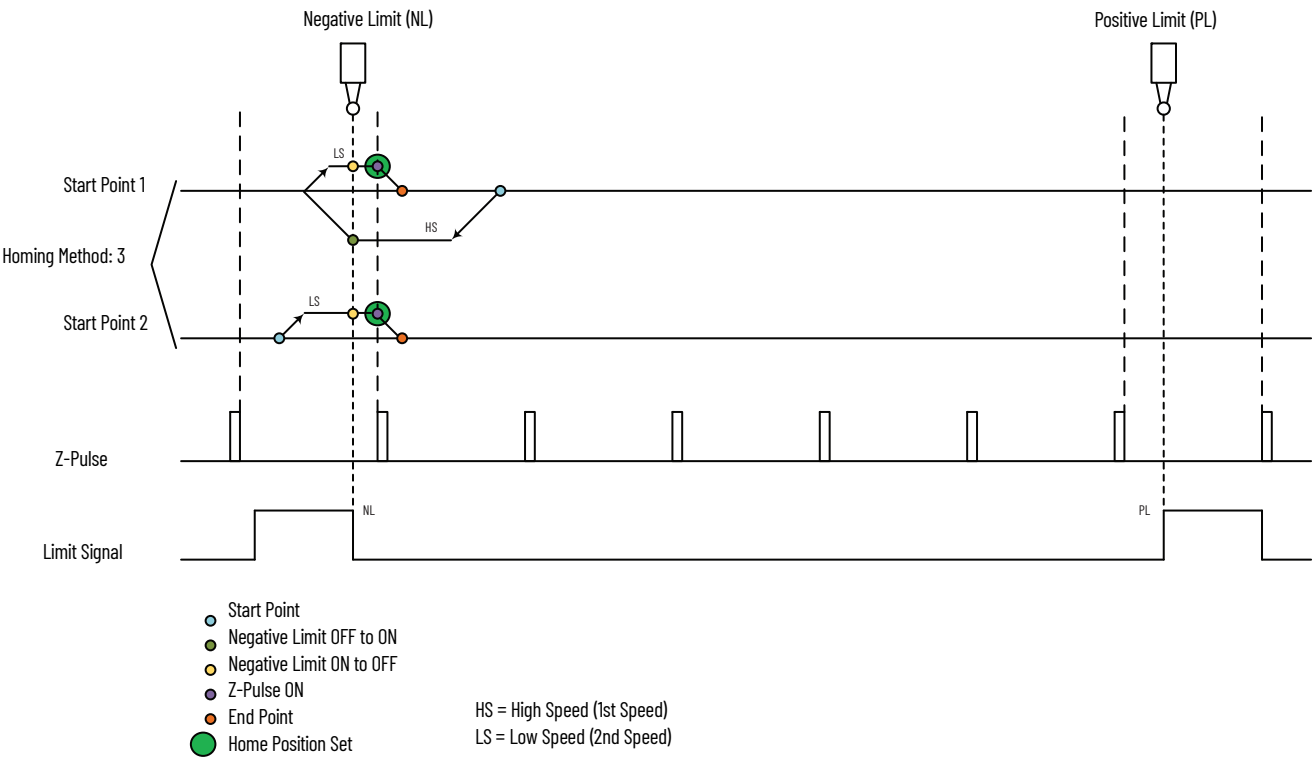 Negative Limit (NL)
Positive Limit (PL)
LS
Start Point 1
HS
Homing Method: 3
LS
Start Point 2
Z-Pulse
NL
PL
Limit Signal
Start Point
Negative Limit OFF to ON
Negative Limit ON to OFF
Z-Pulse ON
End Point
Home Position Set
HS = High Speed (1st Speed)
LS = Low Speed (2nd Speed)